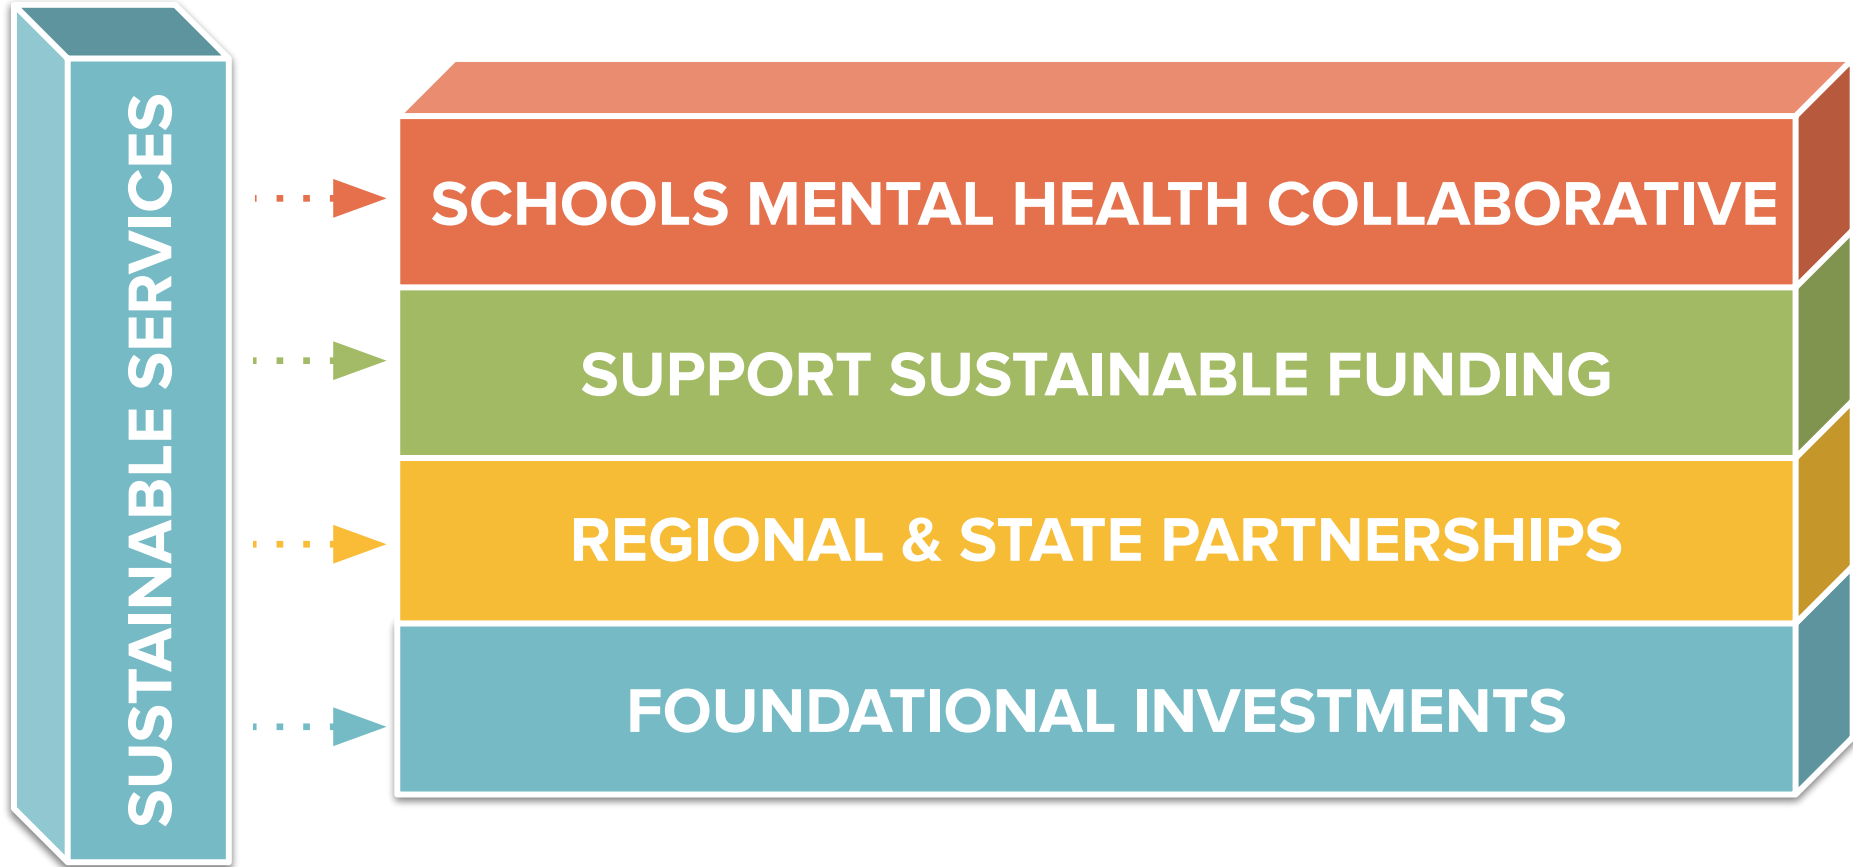 SUSTAINABLE SERVICES
SCHOOLS MENTAL HEALTH COLLABORATIVE
SUPPORT SUSTAINABLE FUNDING
REGIONAL & STATE PARTNERSHIPS
FOUNDATIONAL INVESTMENTS